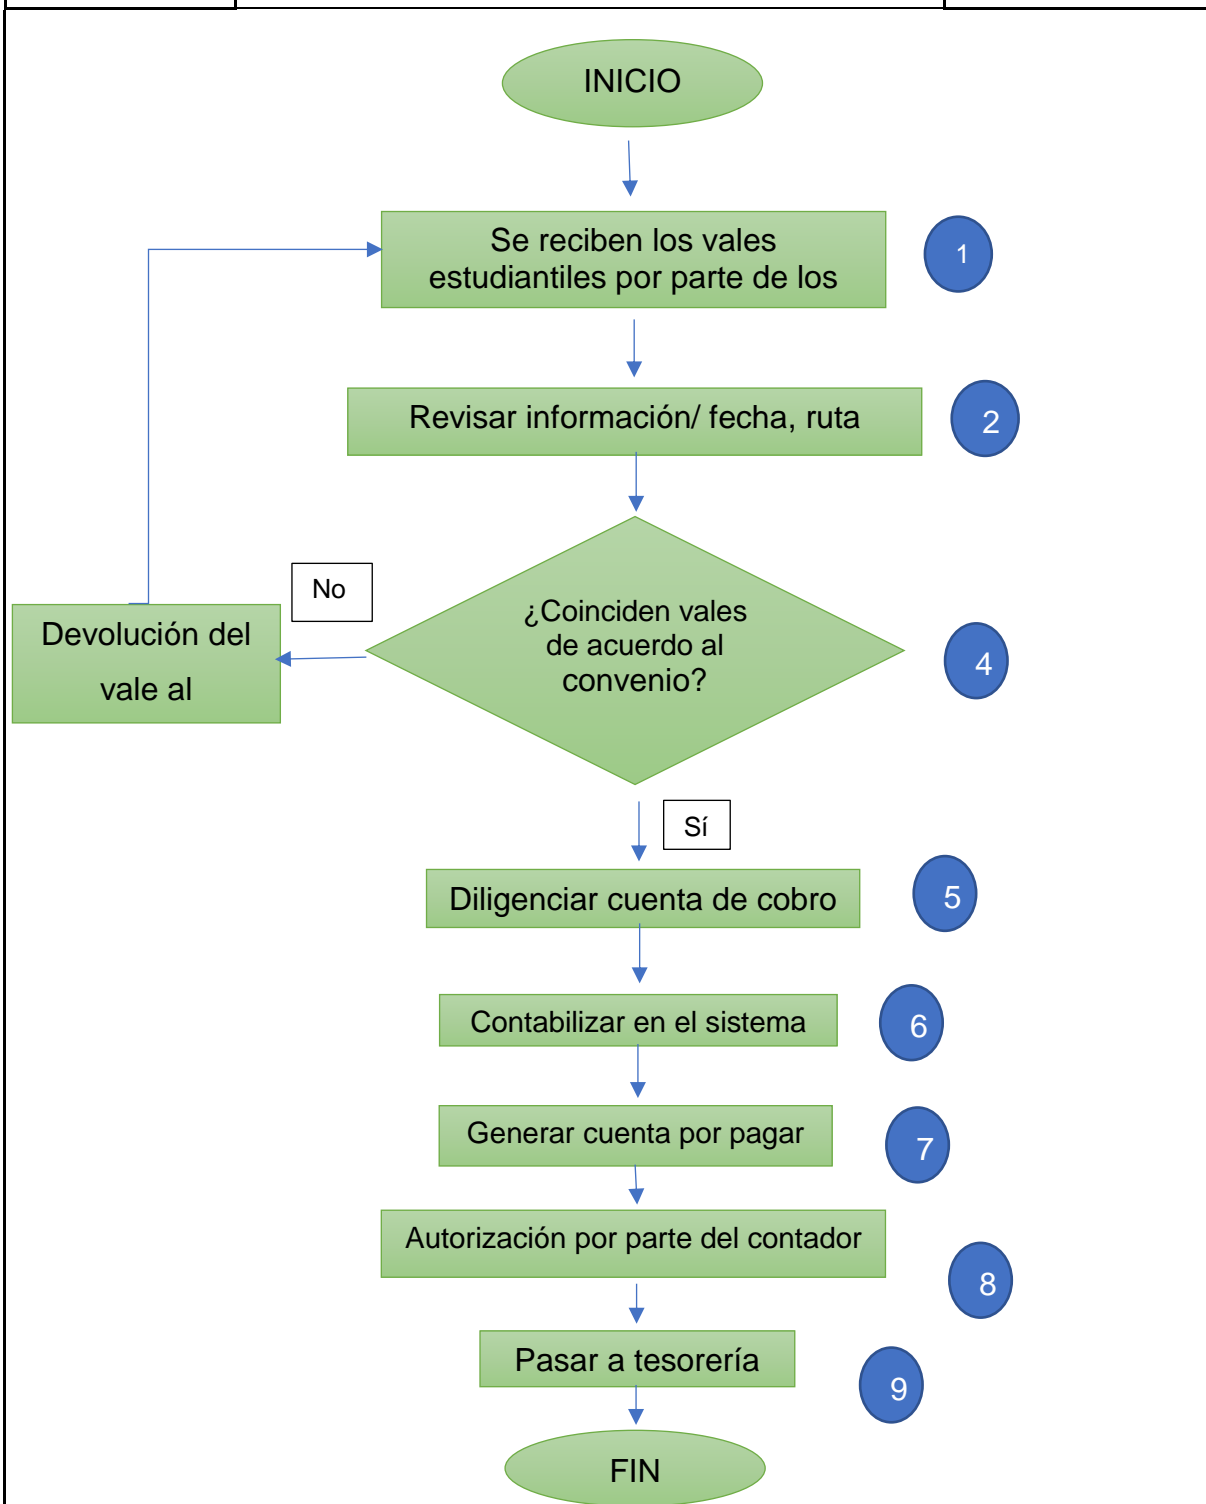 INICIO
Se reciben los vales
estudiantiles por parte de los
1
Revisar información/ fecha, ruta
2
No
¿Coinciden vales
de acuerdo al
convenio?
Devolución del
vale al
4
Sí
Diligenciar cuenta de cobro
5
Contabilizar en el sistema
6
Generar cuenta por pagar
7
Autorización por parte del contador
8
Pasar a tesorería
9
FIN